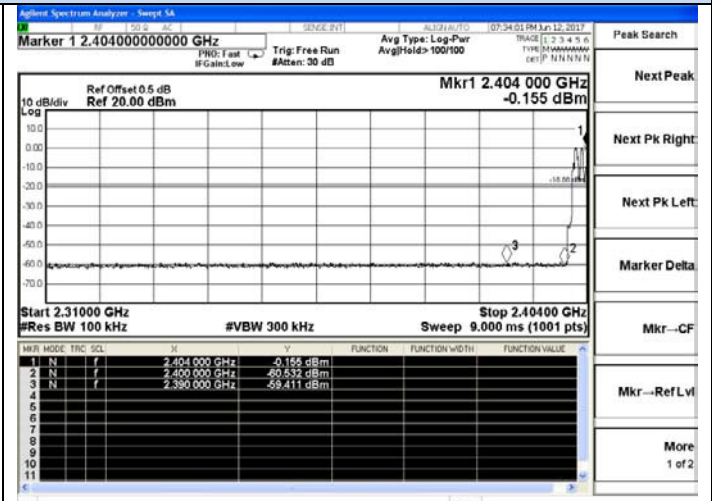 Agilent Spectrum Analyzer - Swept SA
RF 50 Ω AC SENSE:INT ALIGN AUTO 07:34:01 PM Jun 12, 2017
Marker 1 2.404000000000 GHz
PNO: Fast
IFGain:Low
Trig: Free Run
#Atten: 30 dB
Avg Type: Log-Pwr
Avg|Hold:>100/100
TRACE 1 2 3 4 5 6
TYPE
DET P N N N N N
Ref Offset 0.5 dB
Ref 20.00 dBm
10 dB/div
Log
Mkr1 2.404 000 GHz
-0.155 dBm
10.0
0.00
-10.0
-20.0
-30.0
-40.0
-50.0
-60.0
-70.0
1
3
2
Start 2.31000 GHz
Stop 2.40400 GHz
#Res BW 100 kHz
#VBW 300 kHz
Sweep 9.000 ms (1001 pts)
MKR MODE TRC SCL X Y FUNCTION FUNCTION WIDTH FUNCTION VALUE
1 N f 2.404 000 GHz -0.155 dBm
2 N f 2.400 000 GHz -60.532 dBm
3 N f 2.390 000 GHz -59.411 dBm
4
5
6
7
8
9
10
11
Peak Search
Next Peak
Next Pk Right
Next Pk Left
Marker Delta
Mkr→CF
Mkr→Ref Lvl
More
1 of 2